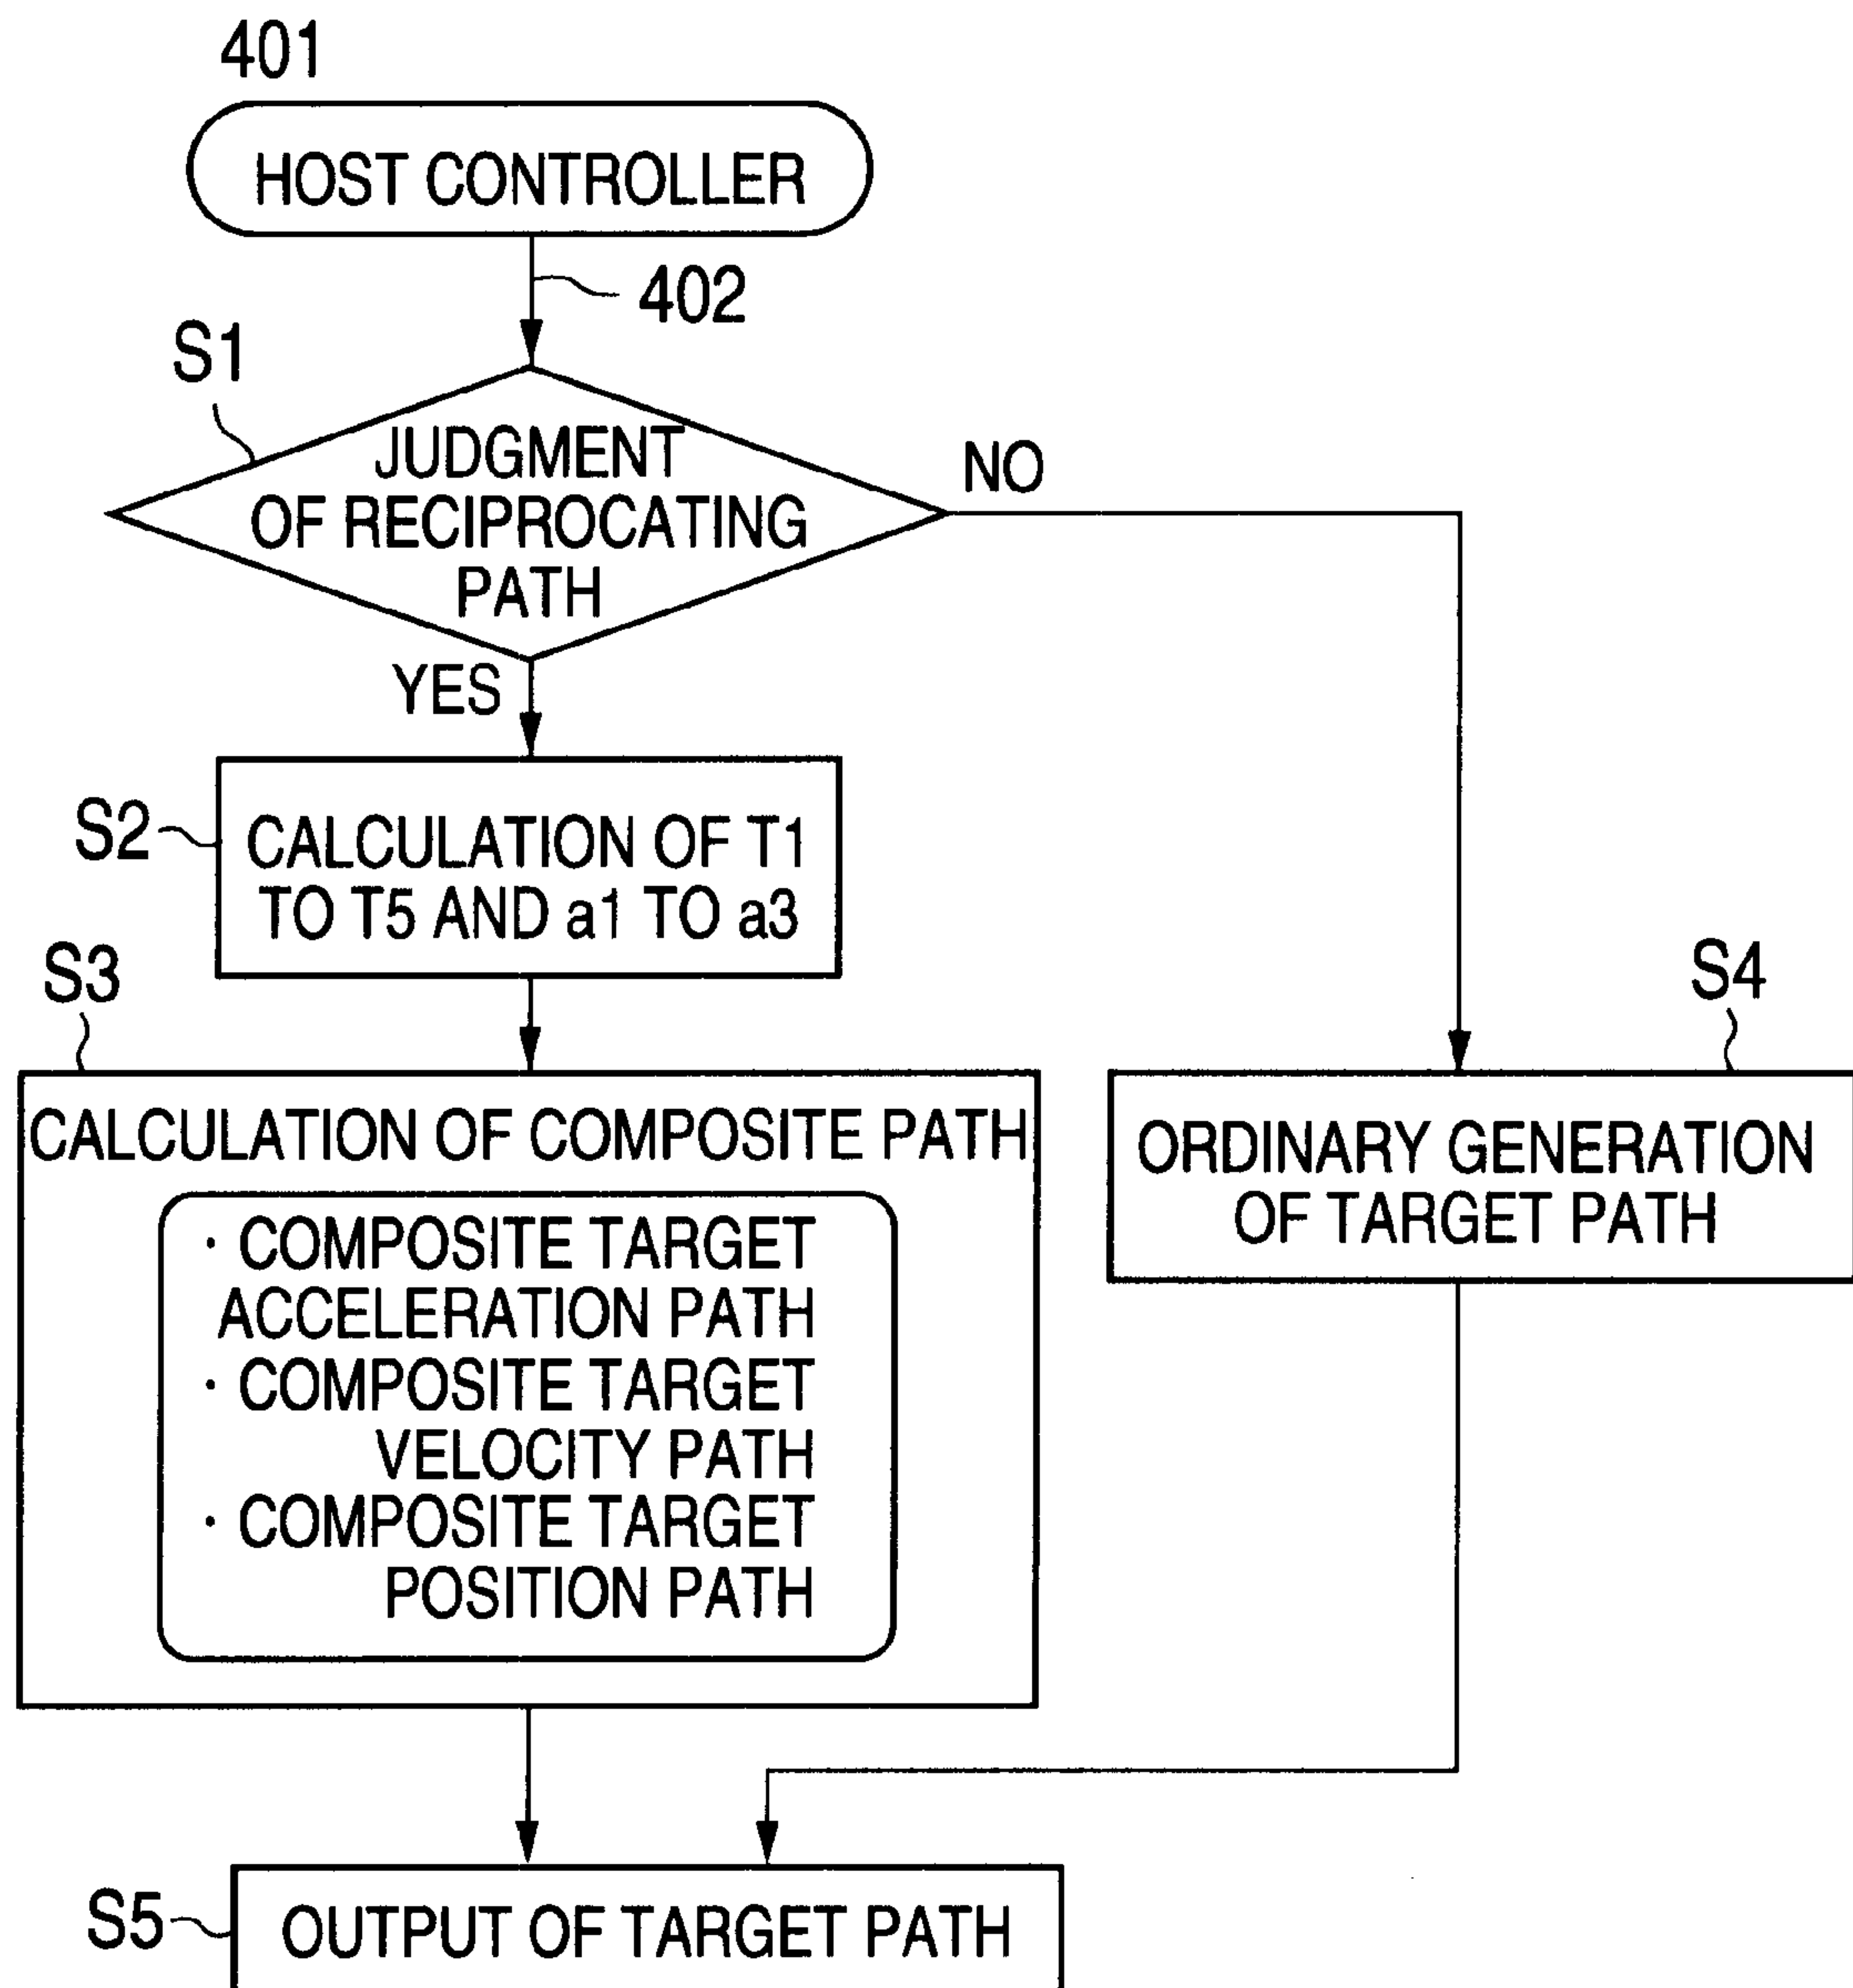 401
HOST CONTROLLER
402
S1
JUDGMENT
OF RECIPROCATING
PATH
NO
YES
S2
CALCULATION OF T1
TO T5 AND a1 TO a3
S3
CALCULATION OF COMPOSITE PATH
· COMPOSITE TARGET
ACCELERATION PATH
· COMPOSITE TARGET
VELOCITY PATH
· COMPOSITE TARGET
POSITION PATH
S4
ORDINARY GENERATION
OF TARGET PATH
S5
OUTPUT OF TARGET PATH